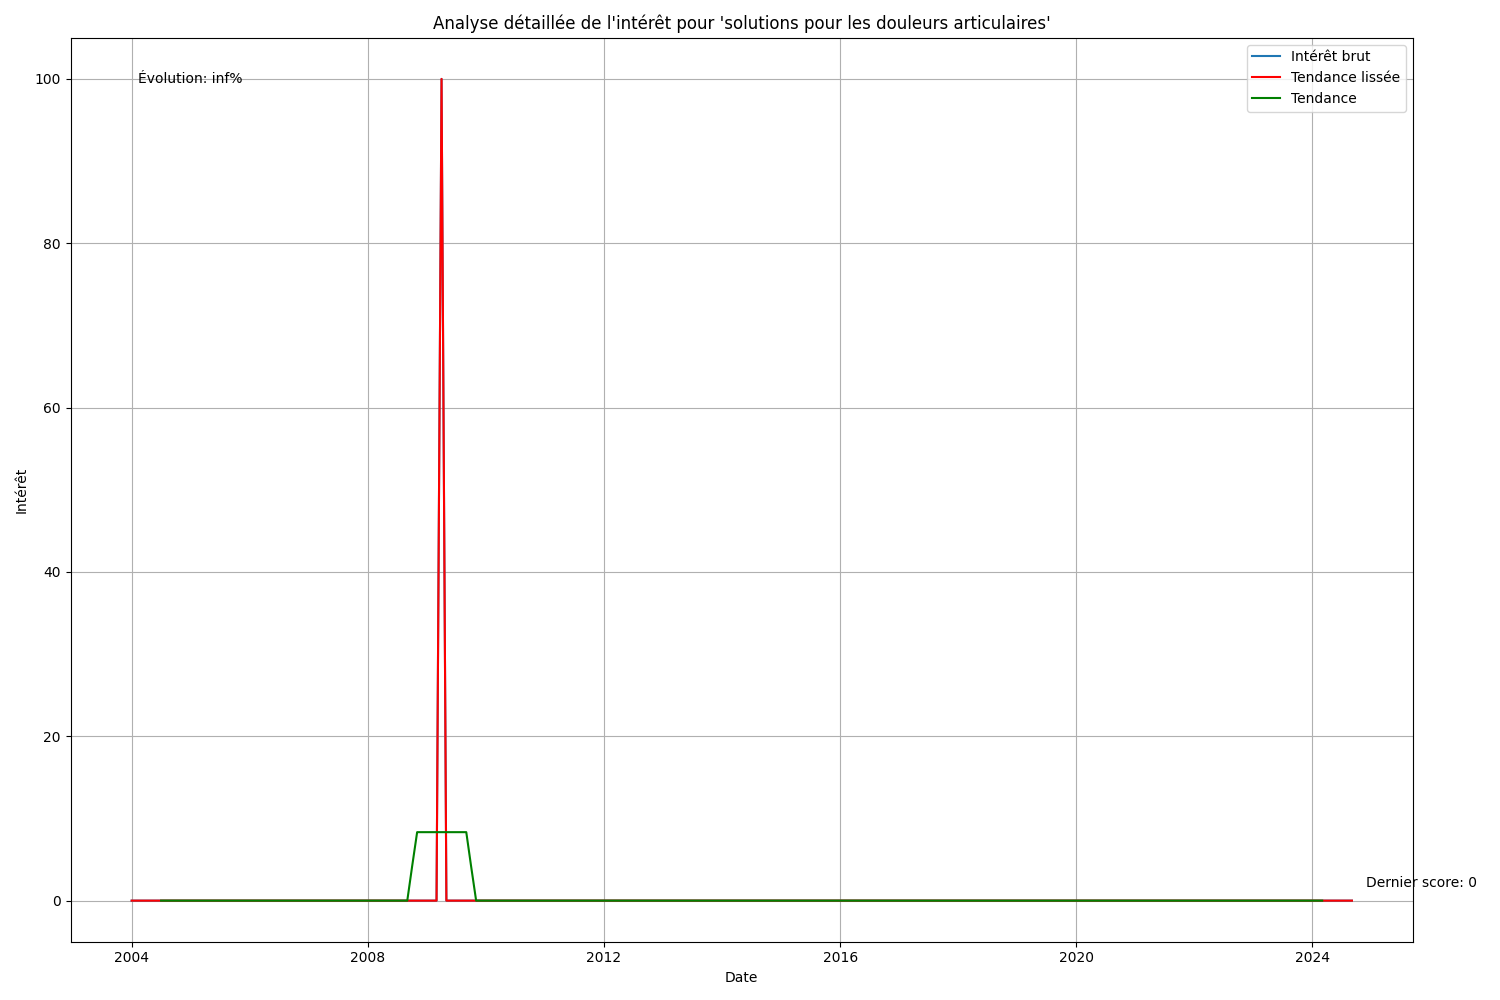 Analyse détaillée de l'intérêt pour 'solutions pour les douleurs articulaires'
Évolution: inf%
Intérêt brut
Tendance lissée
Tendance
100
80
60
40
20
0
Intérêt
Dernier score: 0
2004
2008
2012
2016
2020
2024
Date